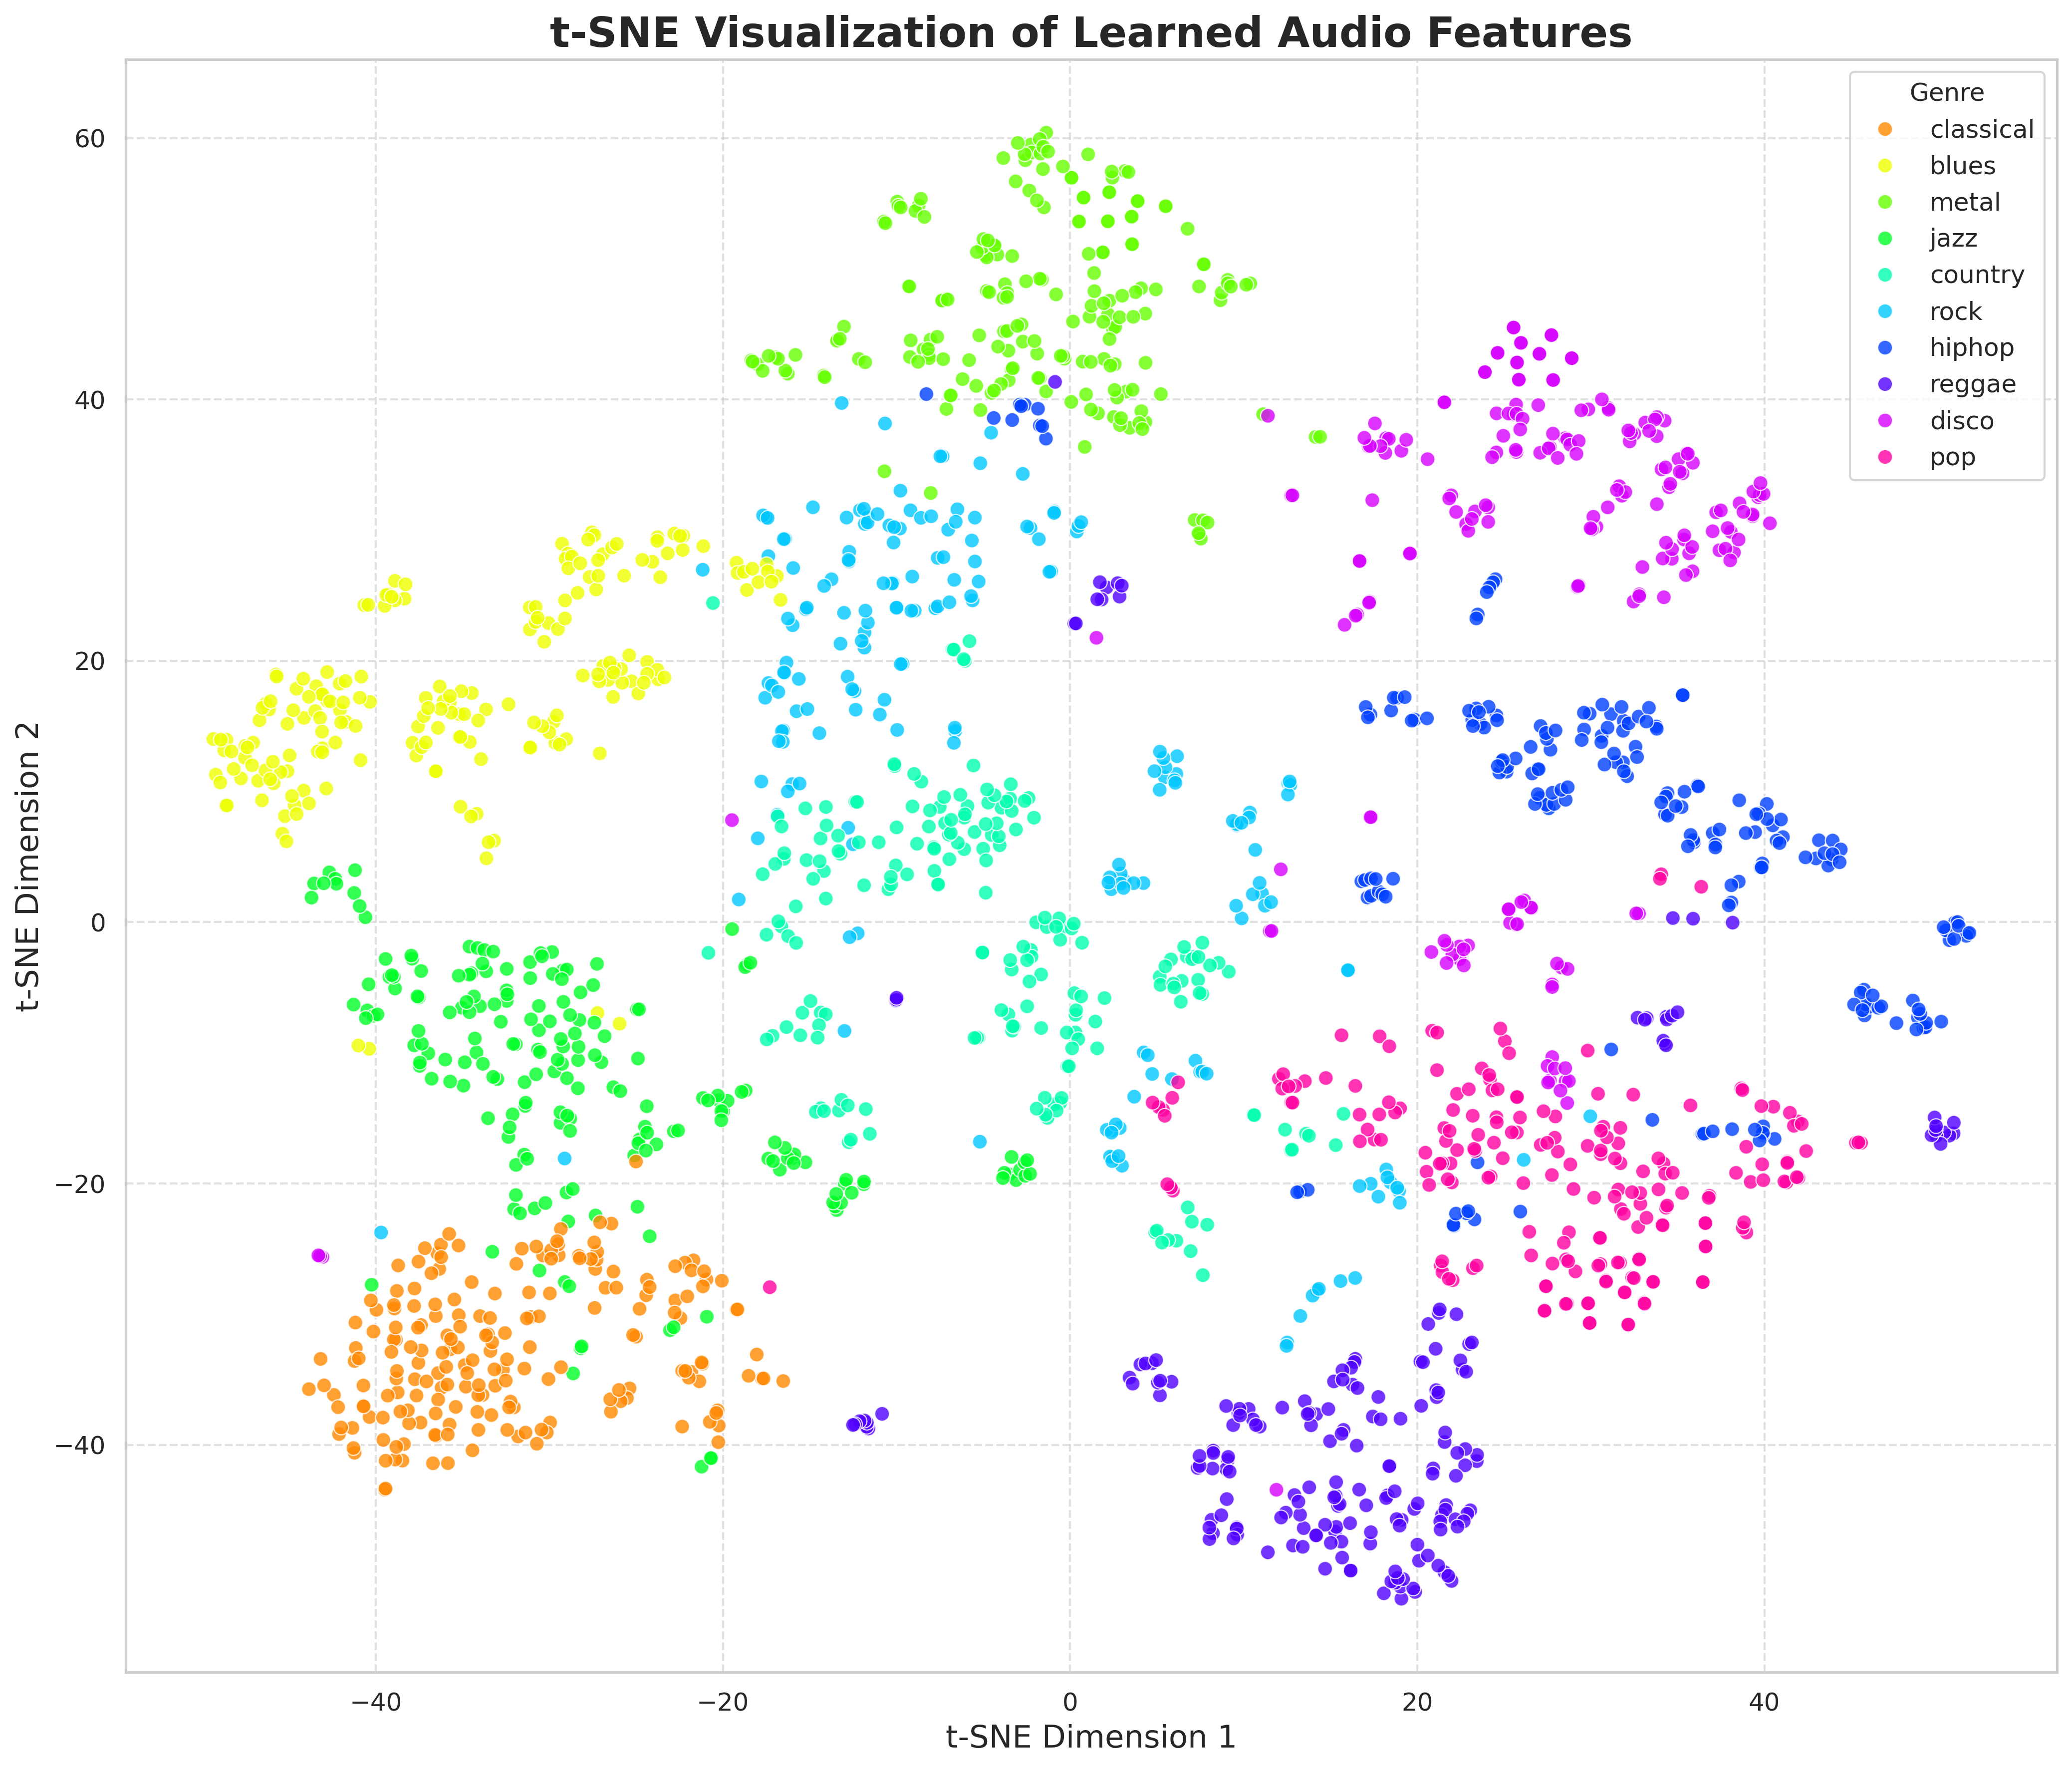 t-SNE Visualization of Learned Audio Features
Genre
classical
blues
metal
jazz
country
rock
hiphop
reggae
disco
pop
60
40
20
0
−20
−40
t-SNE Dimension 2
−40
−20
0
20
40
t-SNE Dimension 1